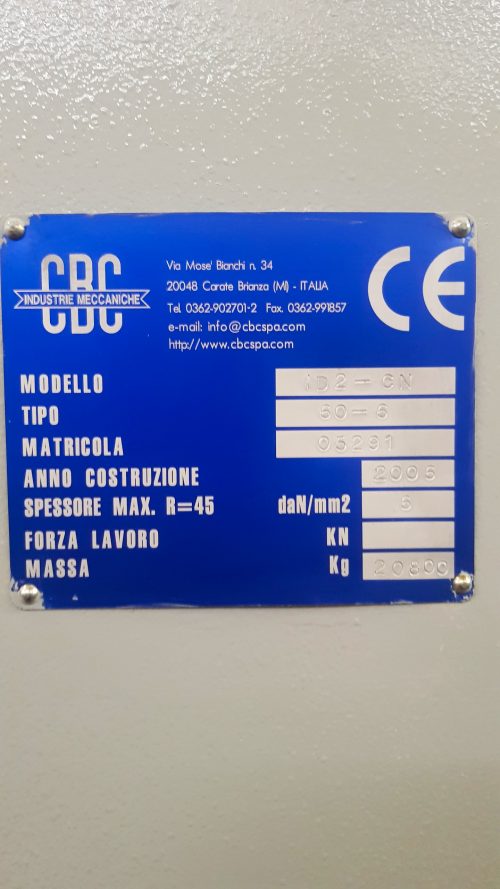 CBC
INDUSTRIE MECCANICHE
Via Mose' Bianchi n. 34
20048 Carate Brianza (MI) - ITALIA
Tel. 0362-902701-2 Fax. 0362-991857
e-mail: info@cbcspa.com
http://www.cbcspa.com
CE
MODELLO
TIPO 60-6
MATRICOLA 03291
ANNO COSTRUZIONE 2005
SPESSORE MAX. R=45 daN/mm2 6
FORZA LAVORO KN
MASSA Kg 20800